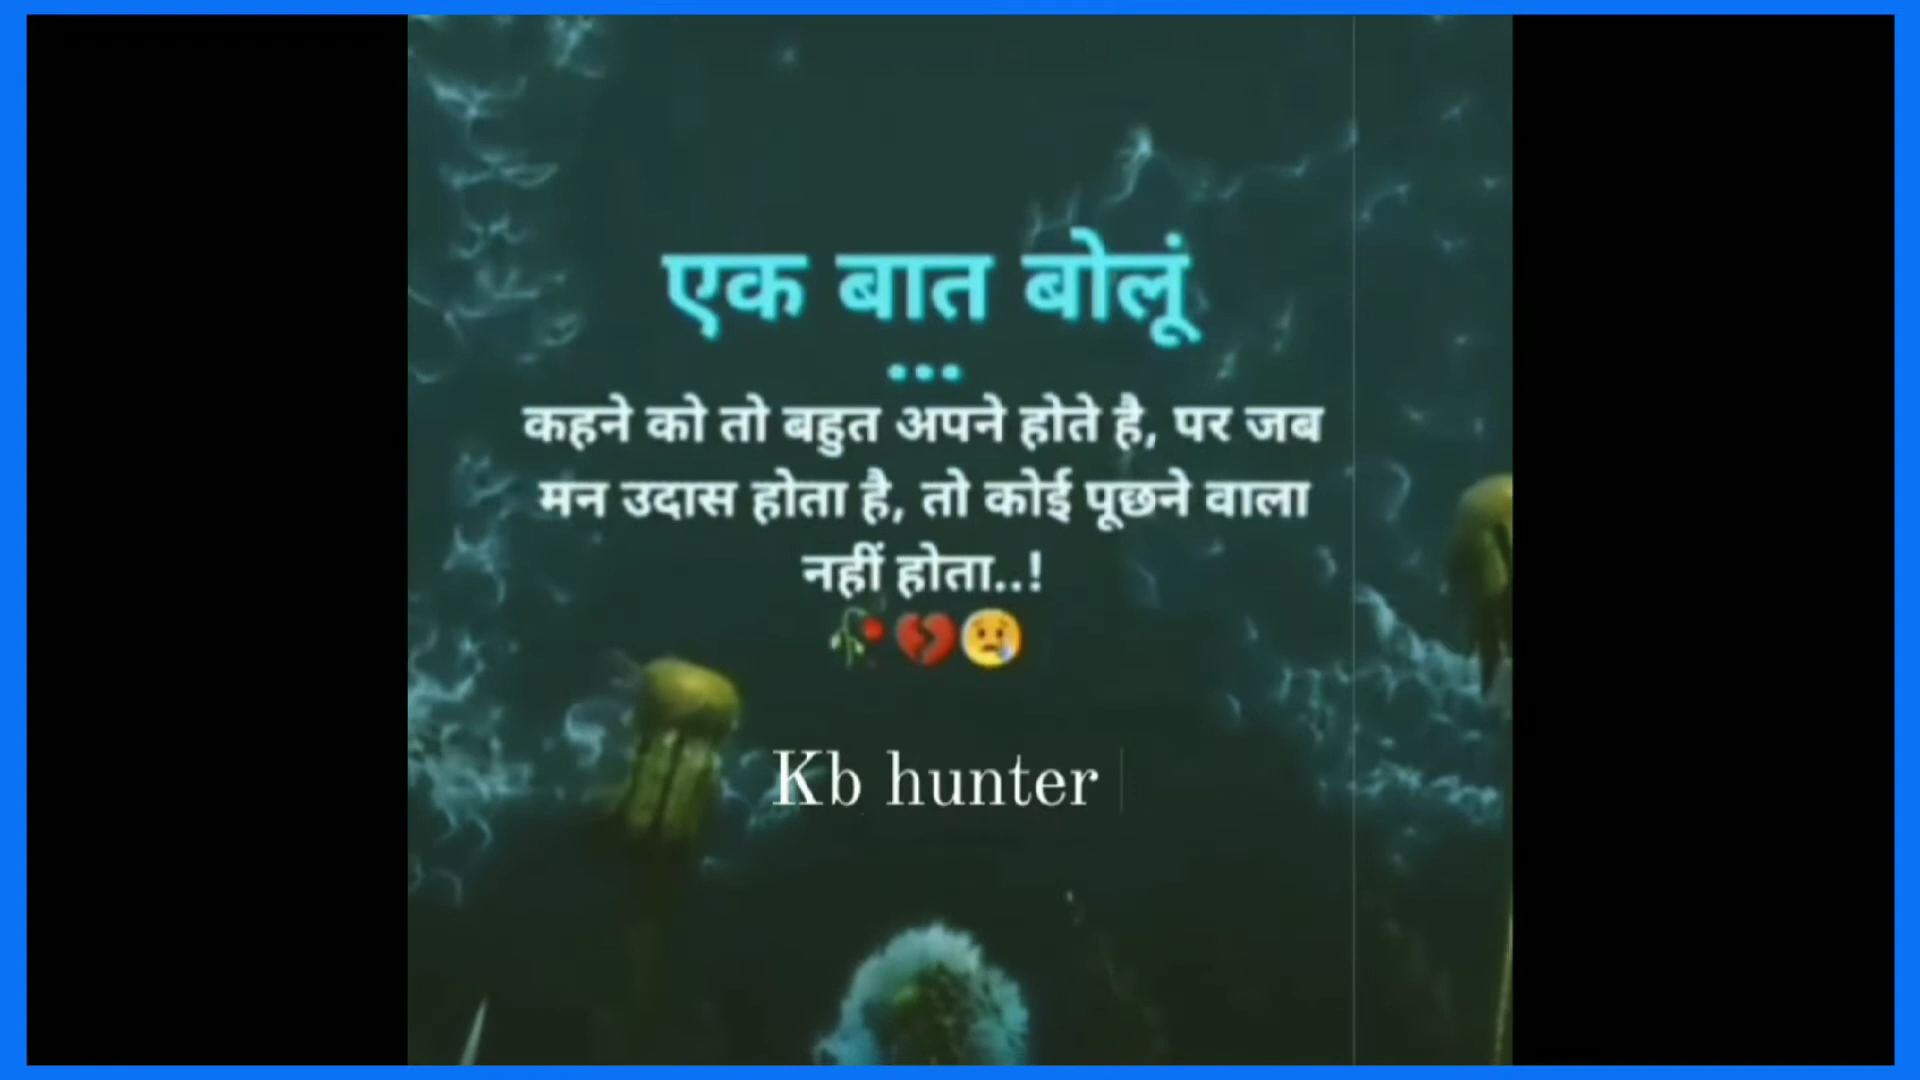 एक बात बोलूं
...
कहने को तो बहुत अपने होते है, पर जब
मन उदास होता है, तो कोई पूछने वाला
नहीं होता..!
🥀💔😢
Kb hunter